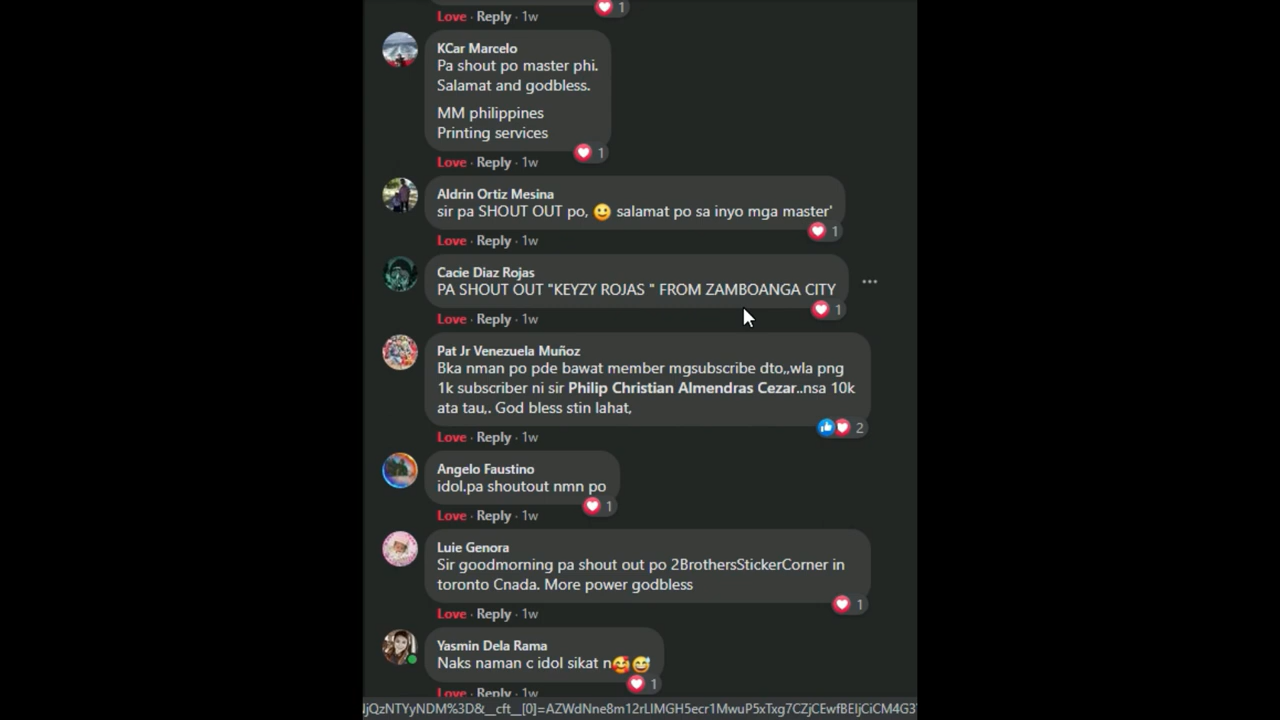 1
Love · Reply · 1w
KCar Marcelo
Pa shout po master phi.
Salamat and godbless.
MM philippines
Printing services
1
Love · Reply · 1w
Aldrin Ortiz Mesina
sir pa SHOUT OUT po, 🙂 salamat po sa inyo mga master'
1
Love · Reply · 1w
Cacie Diaz Rojas
PA SHOUT OUT "KEYZY ROJAS " FROM ZAMBOANGA CITY
1
Love · Reply · 1w
Pat Jr Venezuela Muñoz
Bka nman po pde bawat member mgsubscribe dto,,wla png
1k subscriber ni sir Philip Christian Almendras Cezar..nsa 10k
ata tau,. God bless stin lahat,
2
Love · Reply · 1w
Angelo Faustino
idol.pa shoutout nmn po
1
Love · Reply · 1w
Luie Genora
Sir goodmorning pa shout out po 2BrothersStickerCorner in
toronto Cnada. More power godbless
1
Love · Reply · 1w
Yasmin Dela Rama
Naks naman c idol sikat n🥰😅
1
Love · Reply · 1w